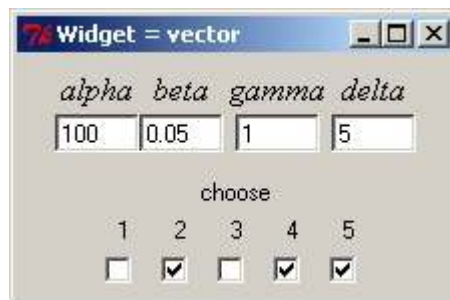 Widget = vector
alpha beta gamma delta
100 0.05 1 5
choose
1 2 3 4 5